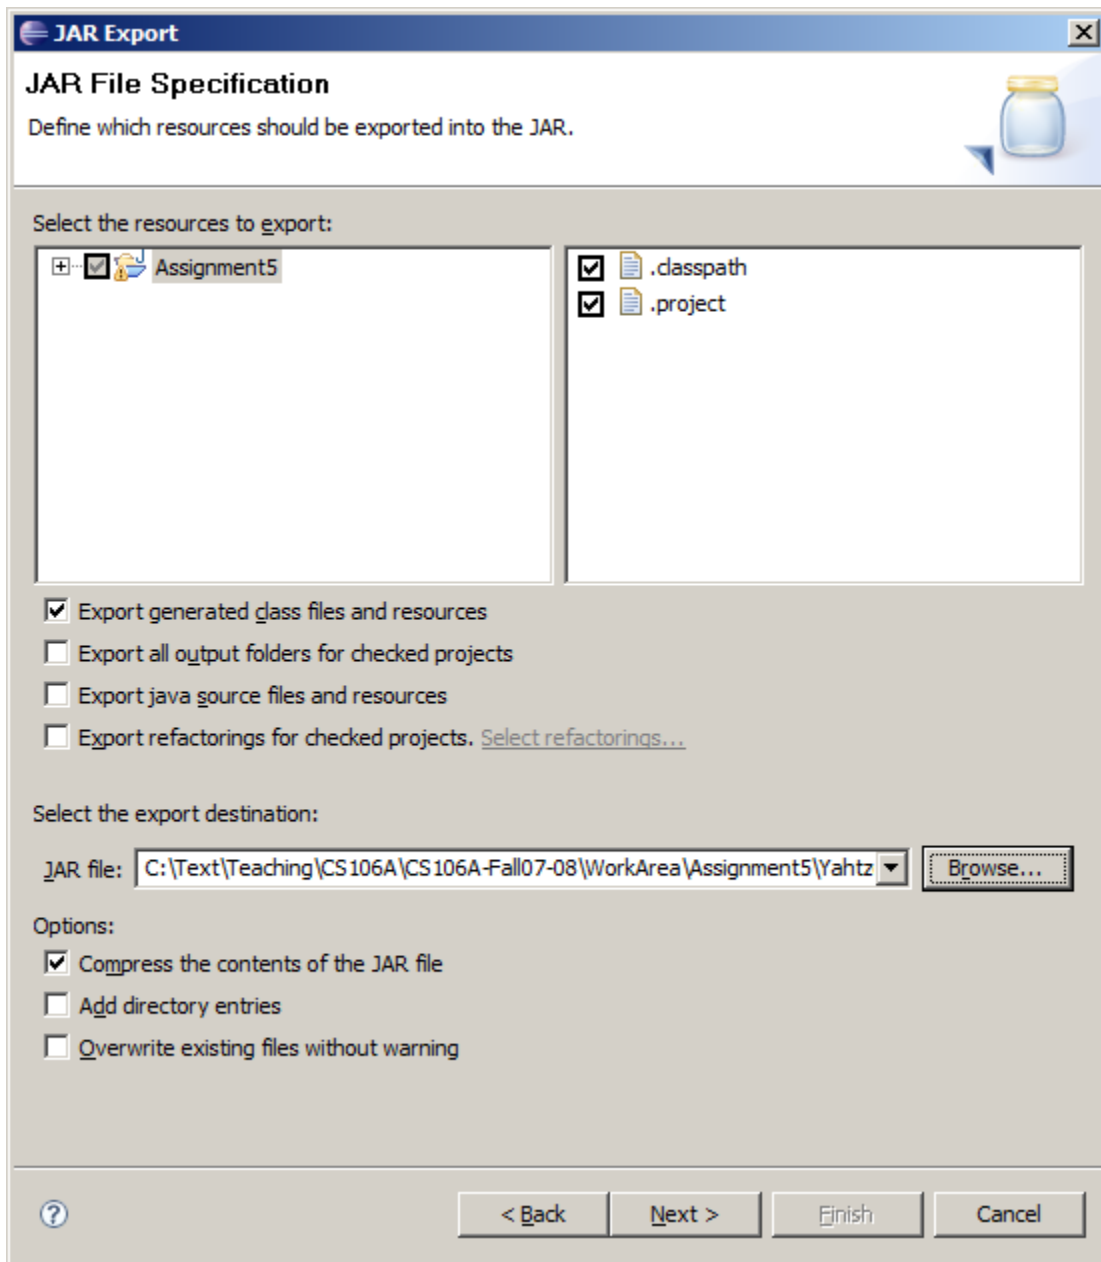 JAR Export
JAR File Specification
Define which resources should be exported into the JAR.
Select the resources to export:
Assignment5
.classpath
.project
Export generated class files and resources
Export all output folders for checked projects
Export java source files and resources
Export refactorings for checked projects. Select refactorings...
Select the export destination:
JAR file: C:\Text\Teaching\CS106A\CS106A-Fall07-08\WorkArea\Assignment5\Yahtz Browse...
Options:
Compress the contents of the JAR file
Add directory entries
Overwrite existing files without warning
? < Back Next > Finish Cancel